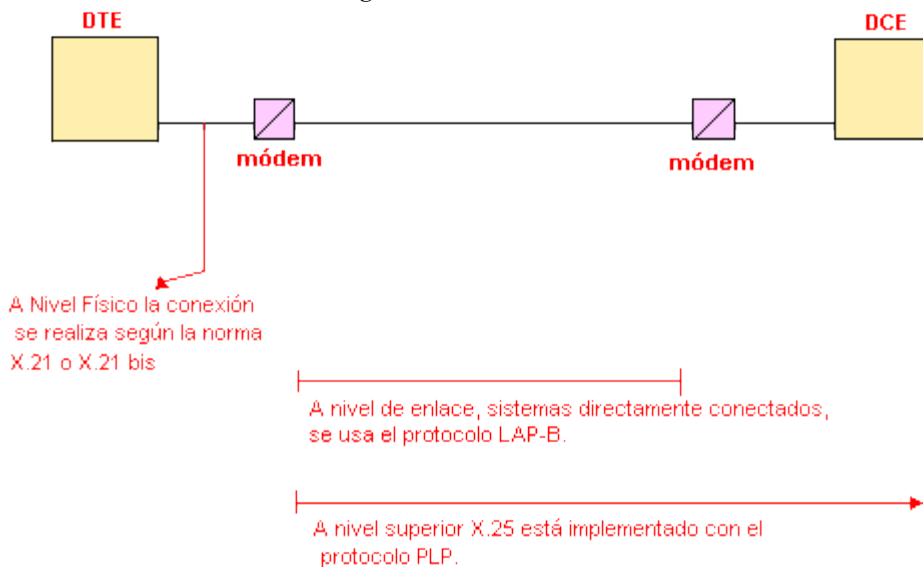 DTE
DCE
módem
módem
A Nivel Físico la conexión
se realiza según la norma
X.21 o X.21 bis
A nivel de enlace, sistemas directamente conectados,
se usa el protocolo LAP-B.
A nivel superior X.25 está implementado con el
protocolo PLP.